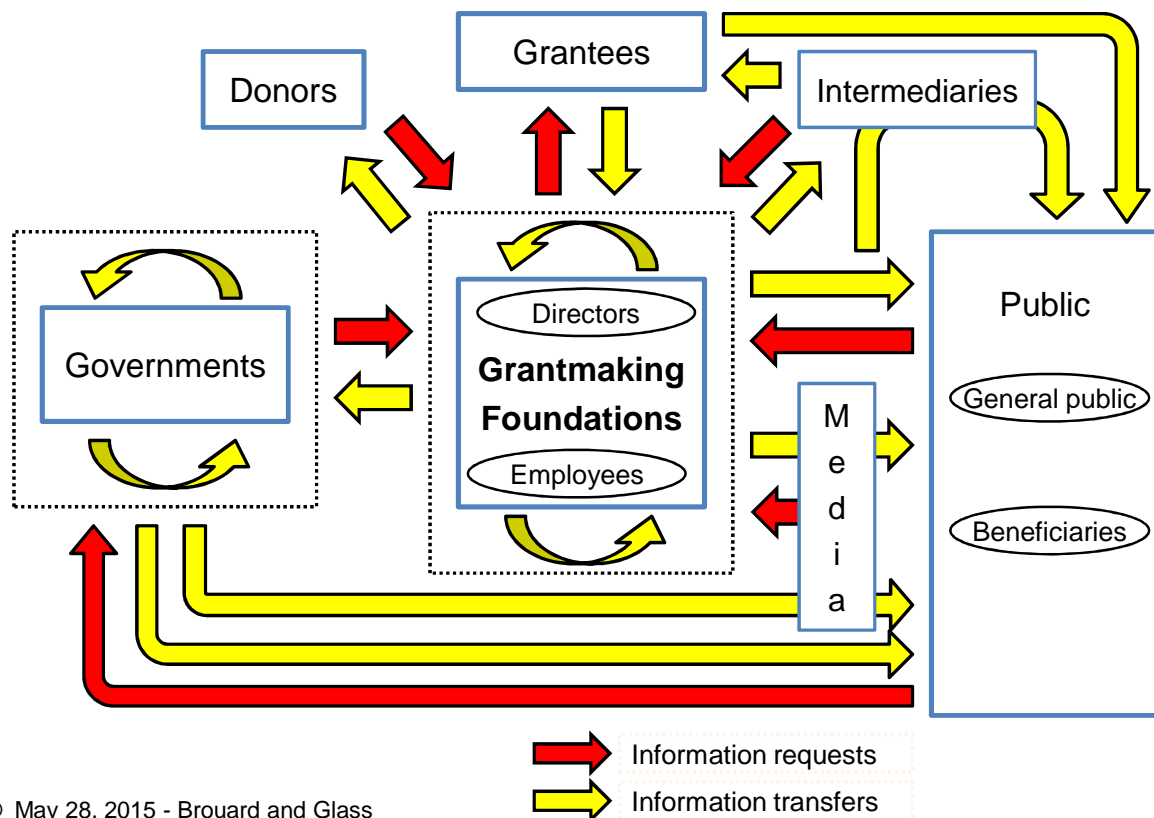 Grantees
Donors
Intermediaries
Directors
Public
Governments
Grantmaking
Foundations
General public
M
e
d
i
a
Employees
Beneficiaries
Information requests
Information transfers
May 28, 2015 - Brouard and Glass